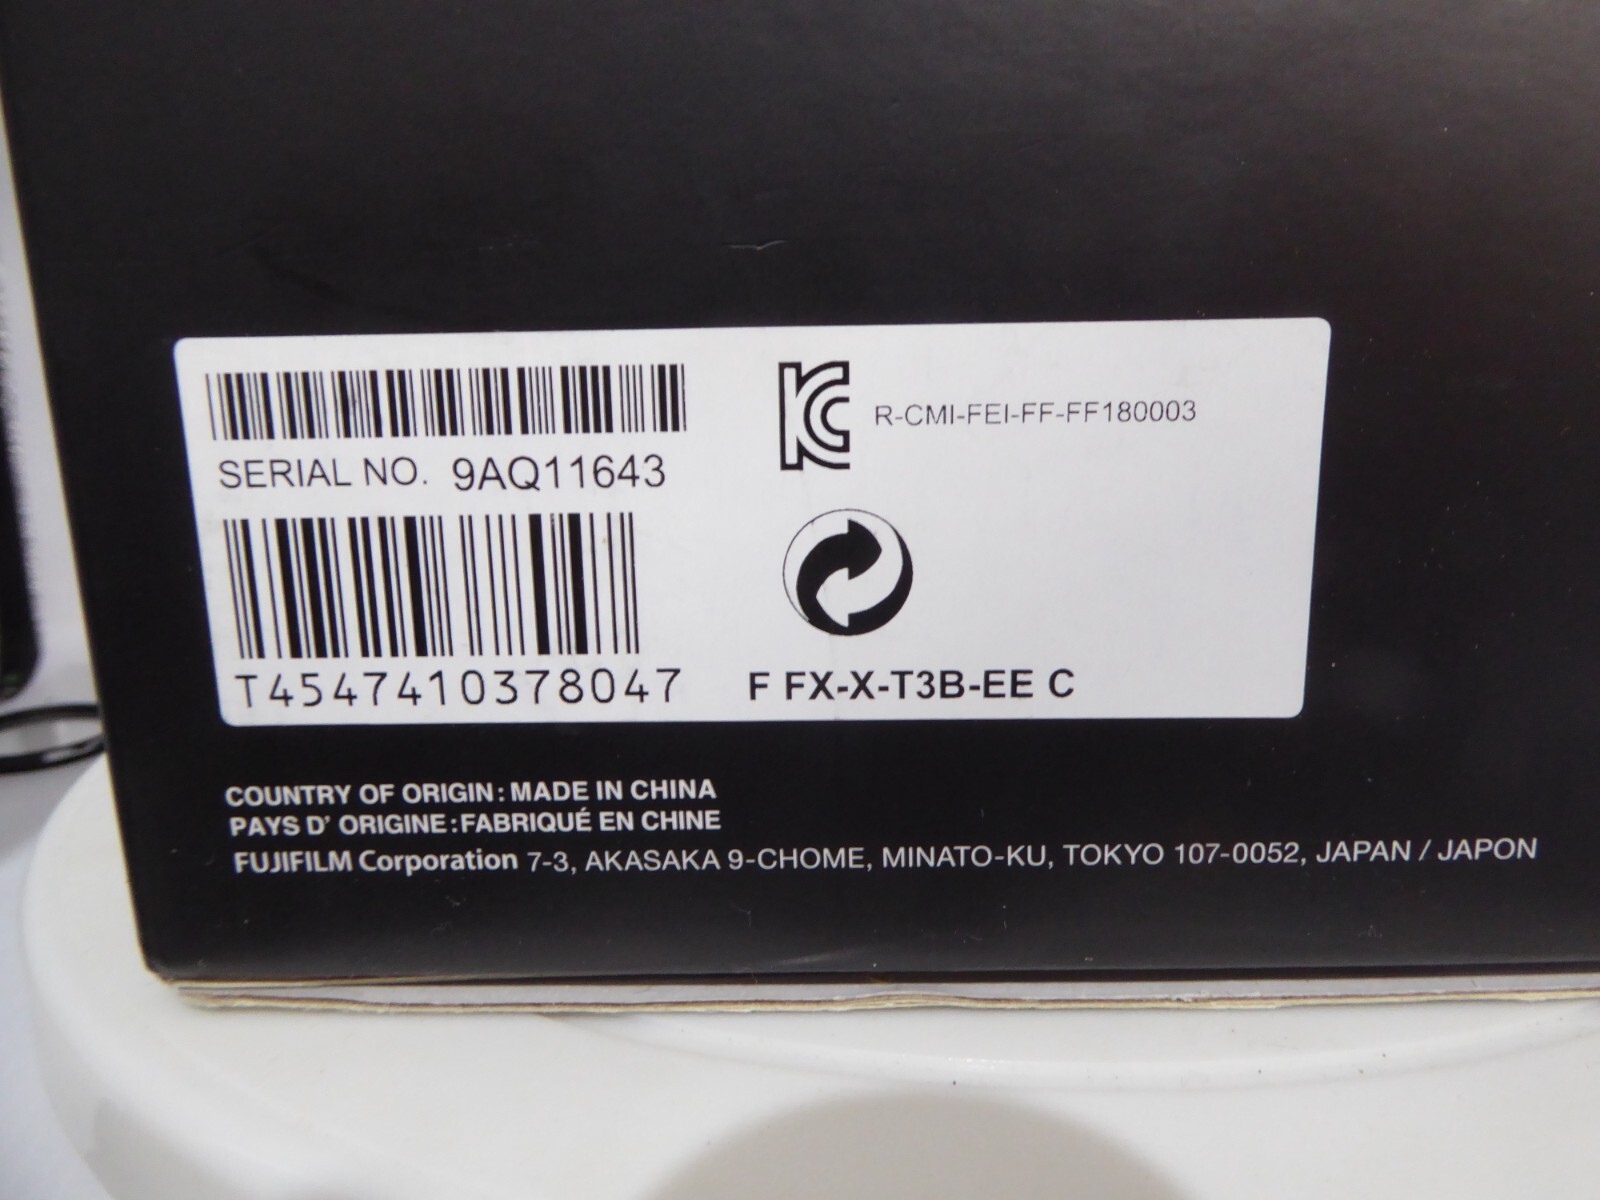 SERIAL NO. 9AQ11643
R-CMI-FEI-FF-FF180003
T4547410378047
F FX-X-T3B-EE C
COUNTRY OF ORIGIN : MADE IN CHINA
PAYS D' ORIGINE : FABRIQUÉ EN CHINE
FUJIFILM Corporation 7-3, AKASAKA 9-CHOME, MINATO-KU, TOKYO 107-0052, JAPAN / JAPON